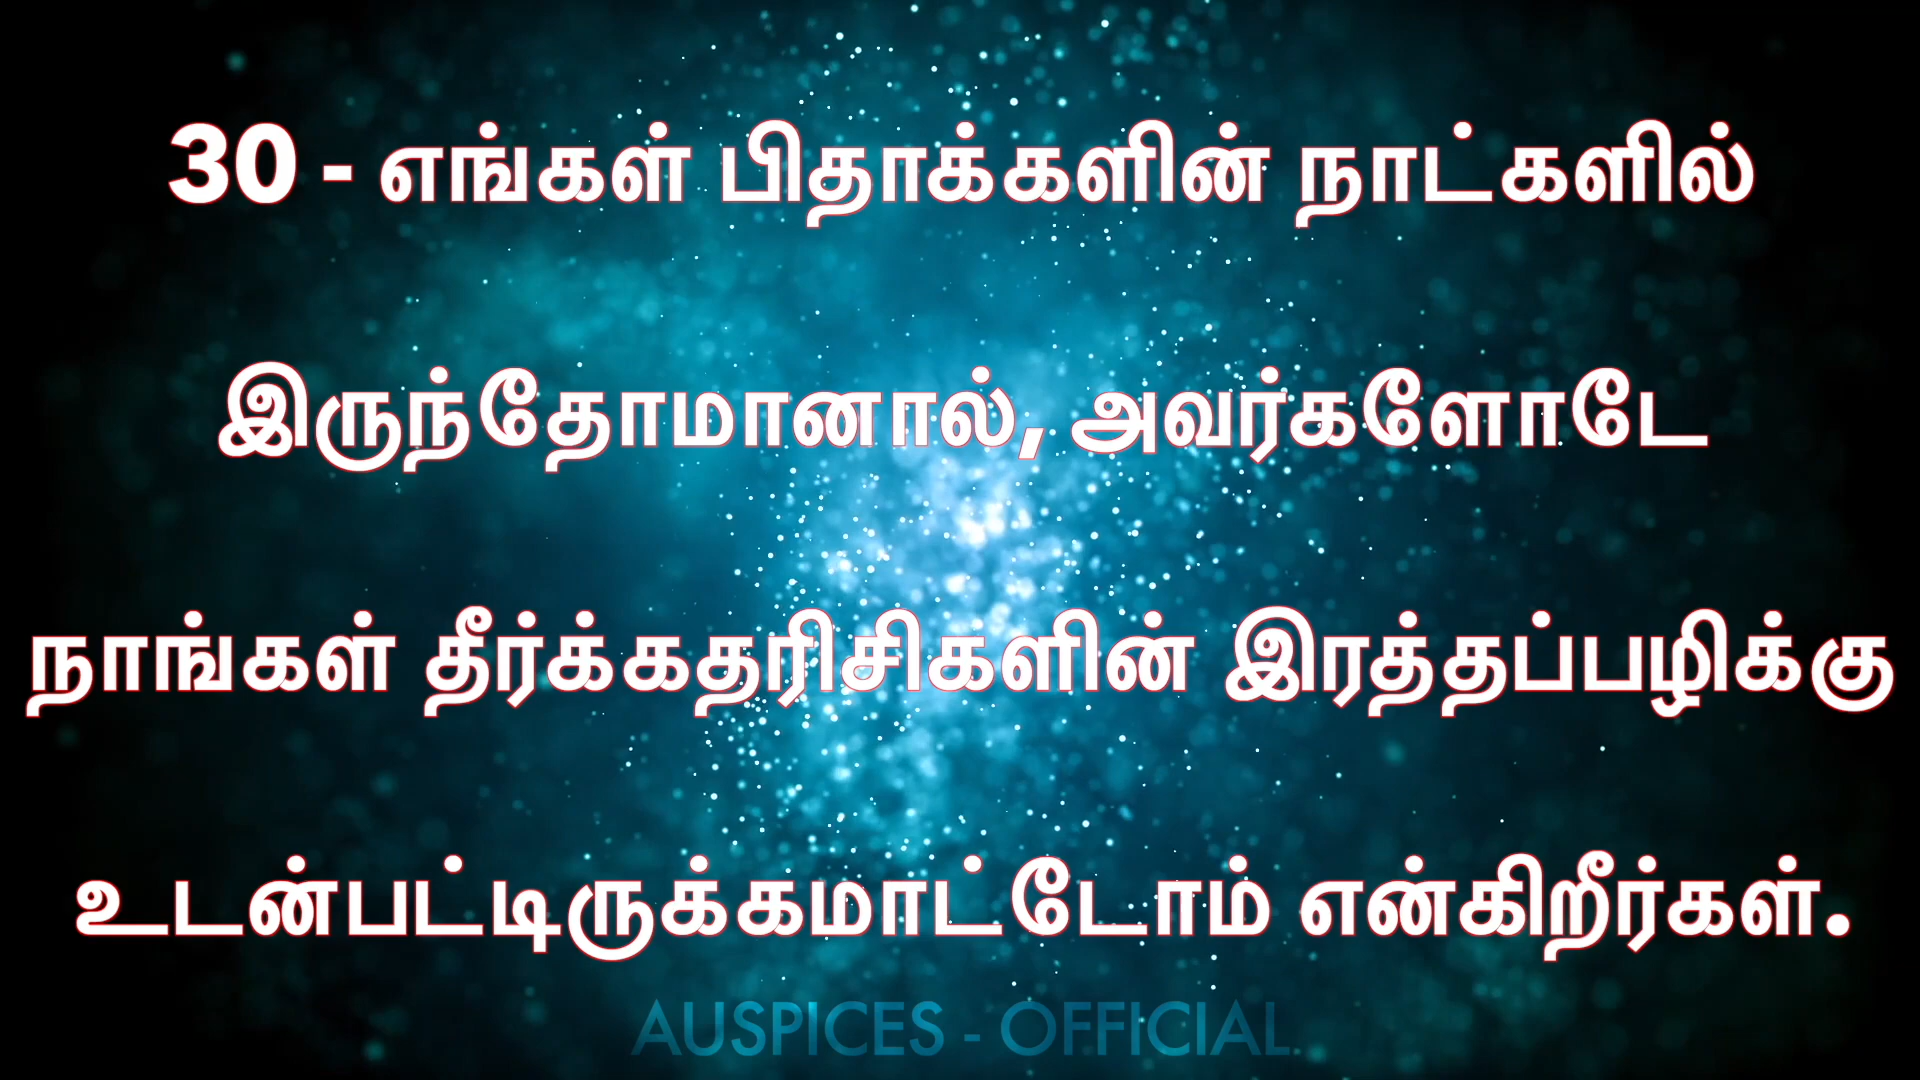 30 - எங்கள் பிதாக்களின் நாட்களில்
இருந்தோமானால், அவர்களோடே
நாங்கள் தீர்க்கதரிசிகளின் இரத்தப்பழிக்கு
உடன்பட்டிருக்கமாட்டோம் என்கிறீர்கள்.
AUSPICES - OFFICIAL